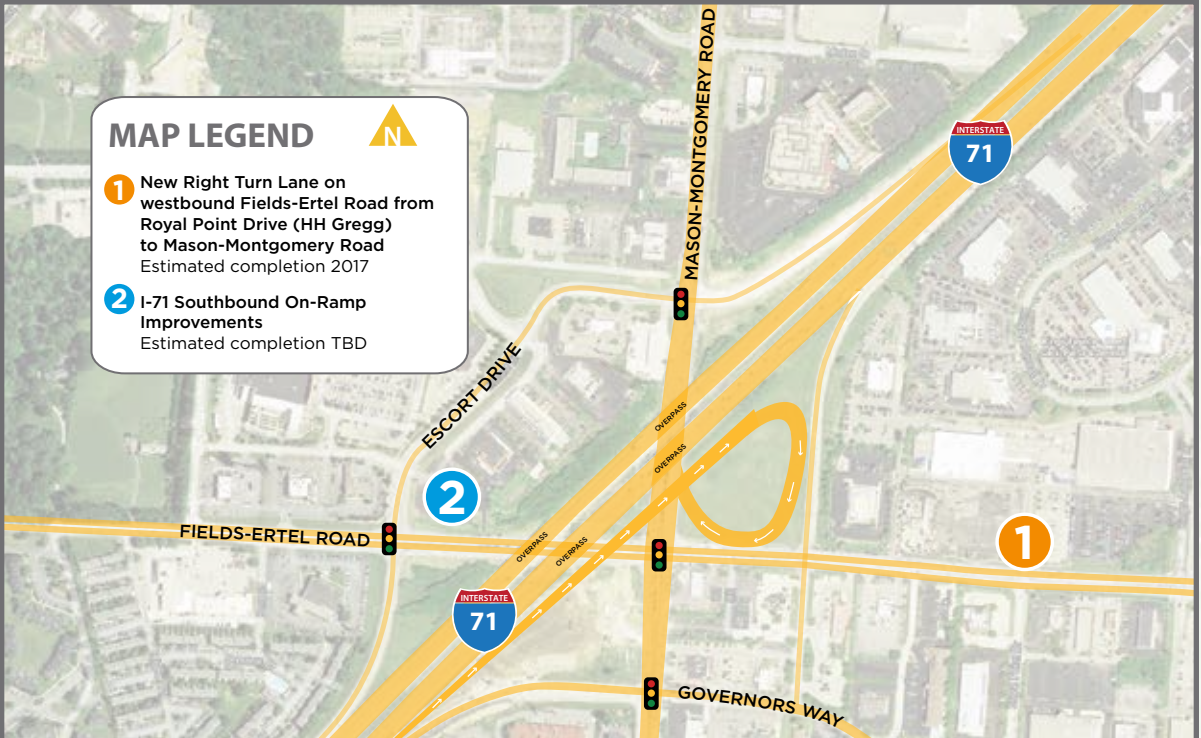 MAP LEGEND
N
1
New Right Turn Lane on
westbound Fields-Ertel Road from
Royal Point Drive (HH Gregg)
to Mason-Montgomery Road
Estimated completion 2017
2
I-71 Southbound On-Ramp
Improvements
Estimated completion TBD
MASON-MONTGOMERY ROAD
INTERSTATE
71
ESCORT DRIVE
OVERPASS
OVERPASS
2
FIELDS-ERTEL ROAD
OVERPASS
OVERPASS
1
INTERSTATE
71
GOVERNORS WAY